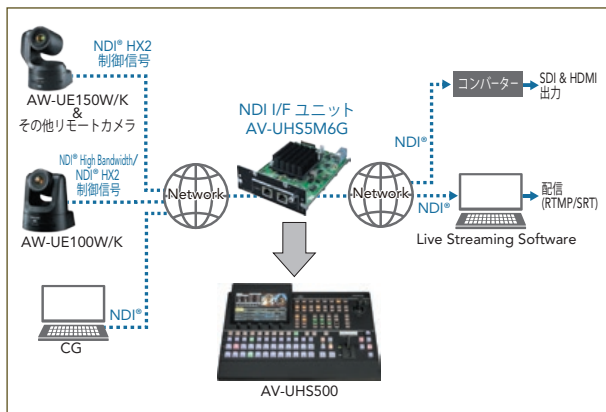 NDI® HX2
制御信号
AW-UE150W/K
&
その他リモートカメラ
NDI® High Bandwidth/
NDI® HX2
制御信号
AW-UE100W/K
NDI®
CG
Network
NDI I/F ユニット
AV-UHS5M6G
Network
AV-UHS500
NDI®
コンバーター
SDI & HDMI
出力
NDI®
配信
(RTMP/SRT)
Live Streaming Software